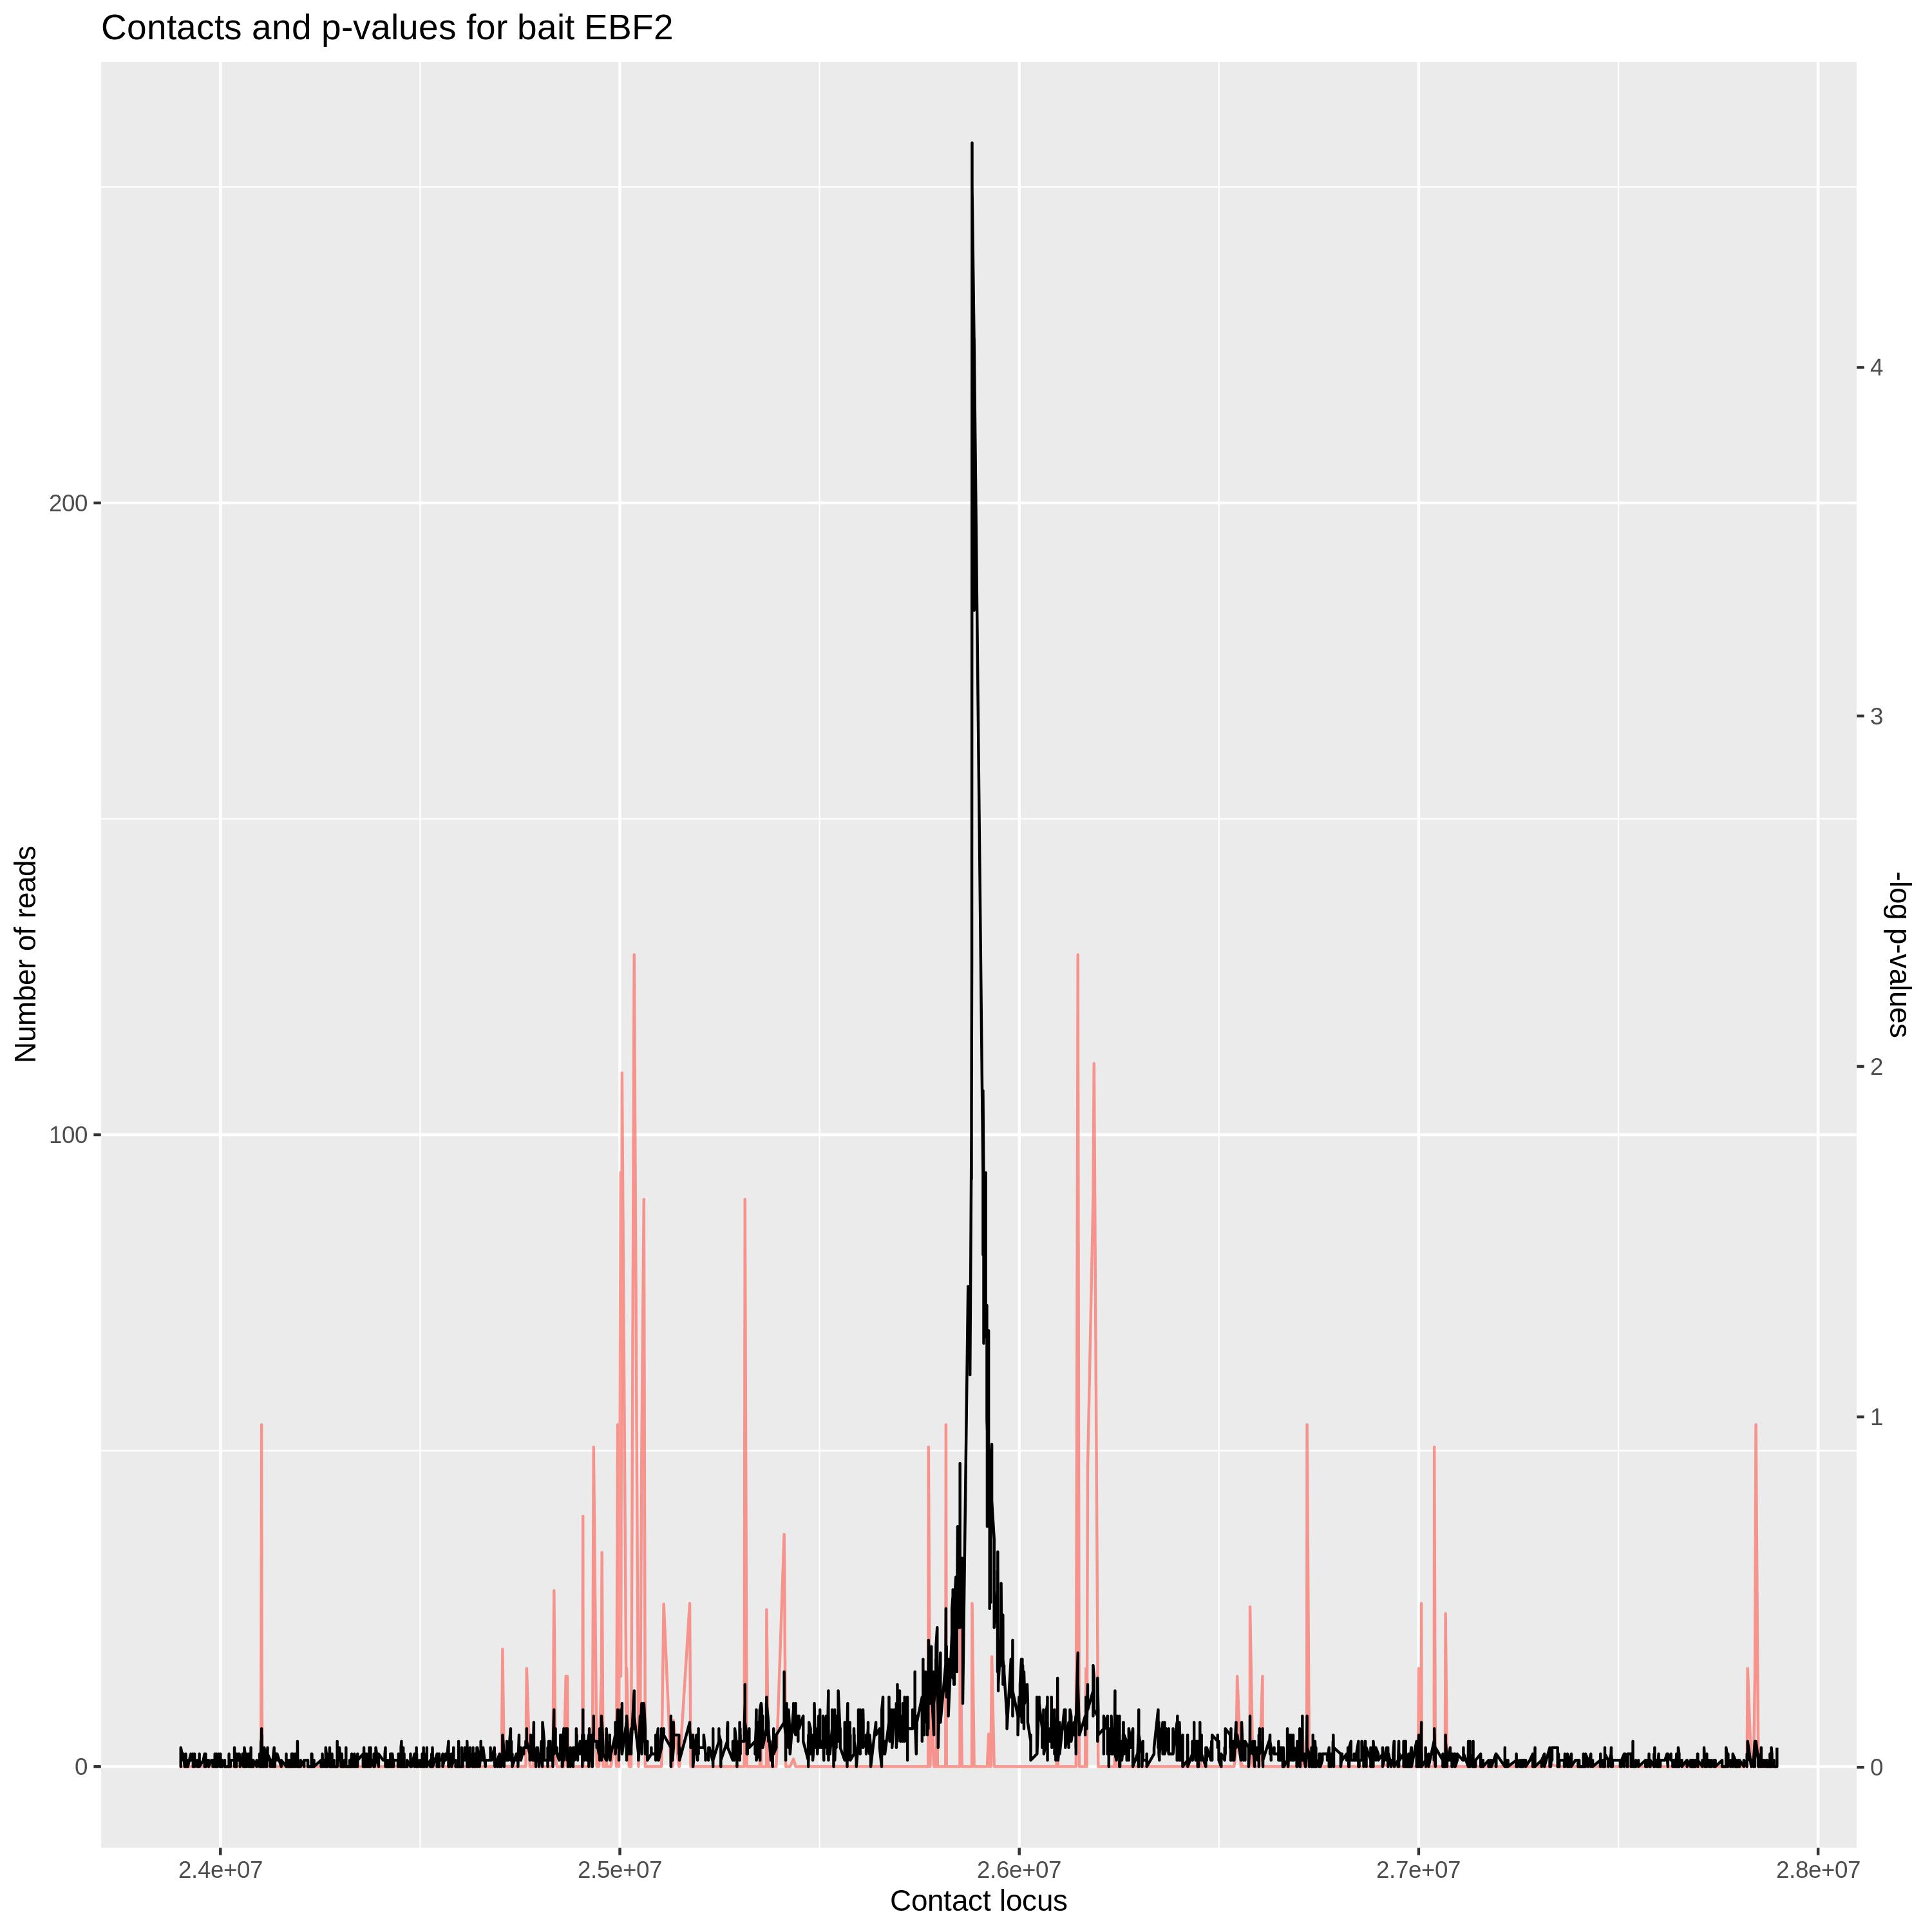 Contacts and p-values for bait EBF2
Number of reads
200
100
0
4
3
2
1
0
-log p-values
2.4e+07
2.5e+07
2.6e+07
2.7e+07
2.8e+07
Contact locus